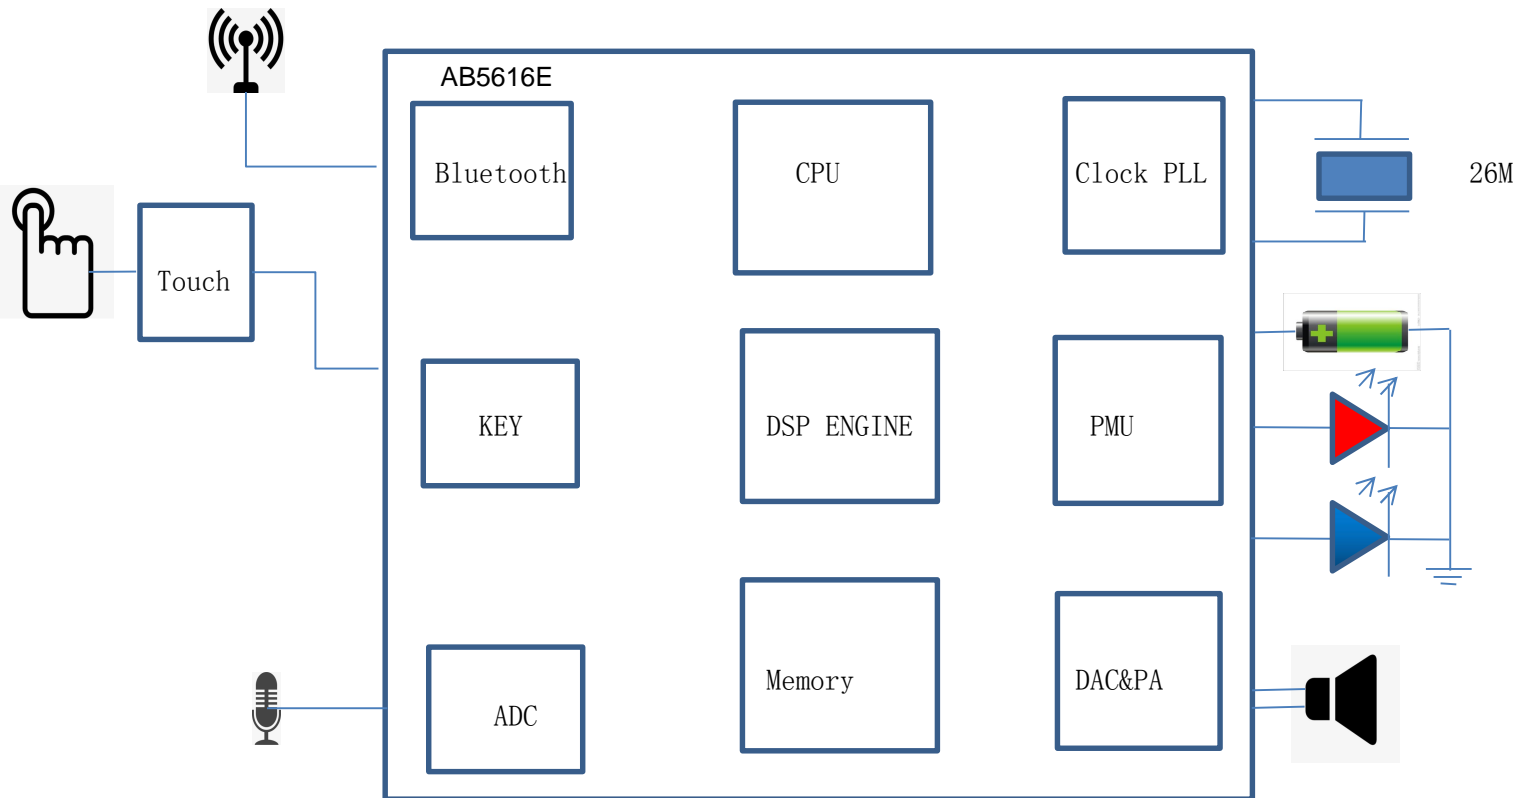 AB5616E
Bluetooth
CPU
Clock PLL
26M
Touch
KEY
DSP ENGINE
PMU
ADC
Memory
DAC&PA